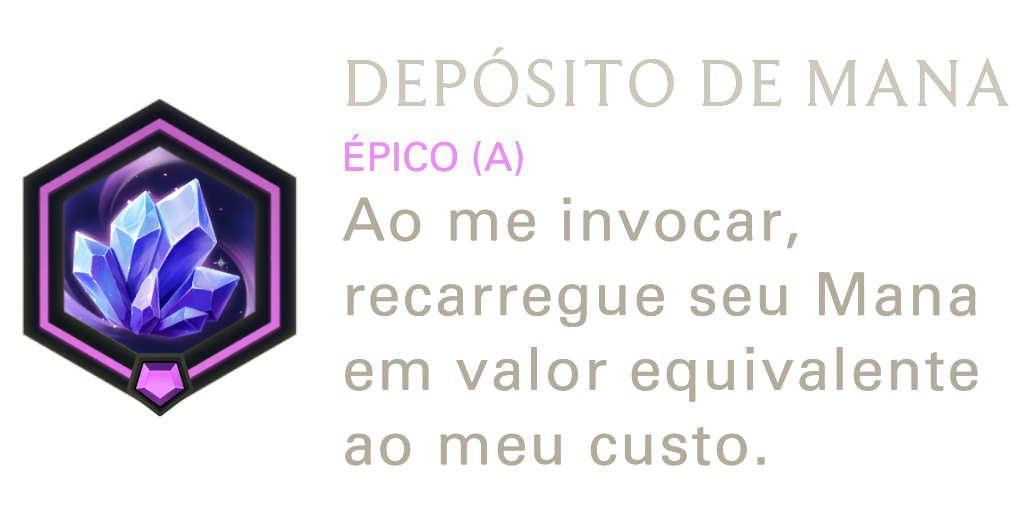 DEPÓSITO DE MANA
ÉPICO (A)
Ao me invocar,
recarregue seu Mana
em valor equivalente
ao meu custo.